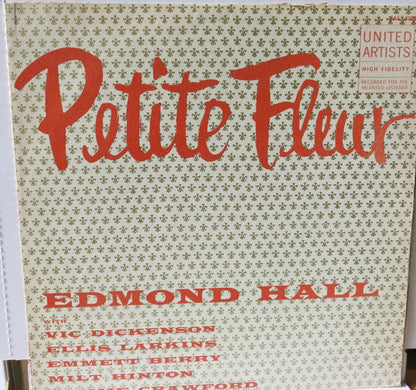 UNITED
ARTISTS
HIGH FIDELITY
RECORDED FOR THE
TALENTED LISTENER
Petite Fleur
EDMOND HALL
WITH
VIC DICKENSON
ELLIS LARKINS
EMMETT BERRY
MILT HINTON
CRAWFORD